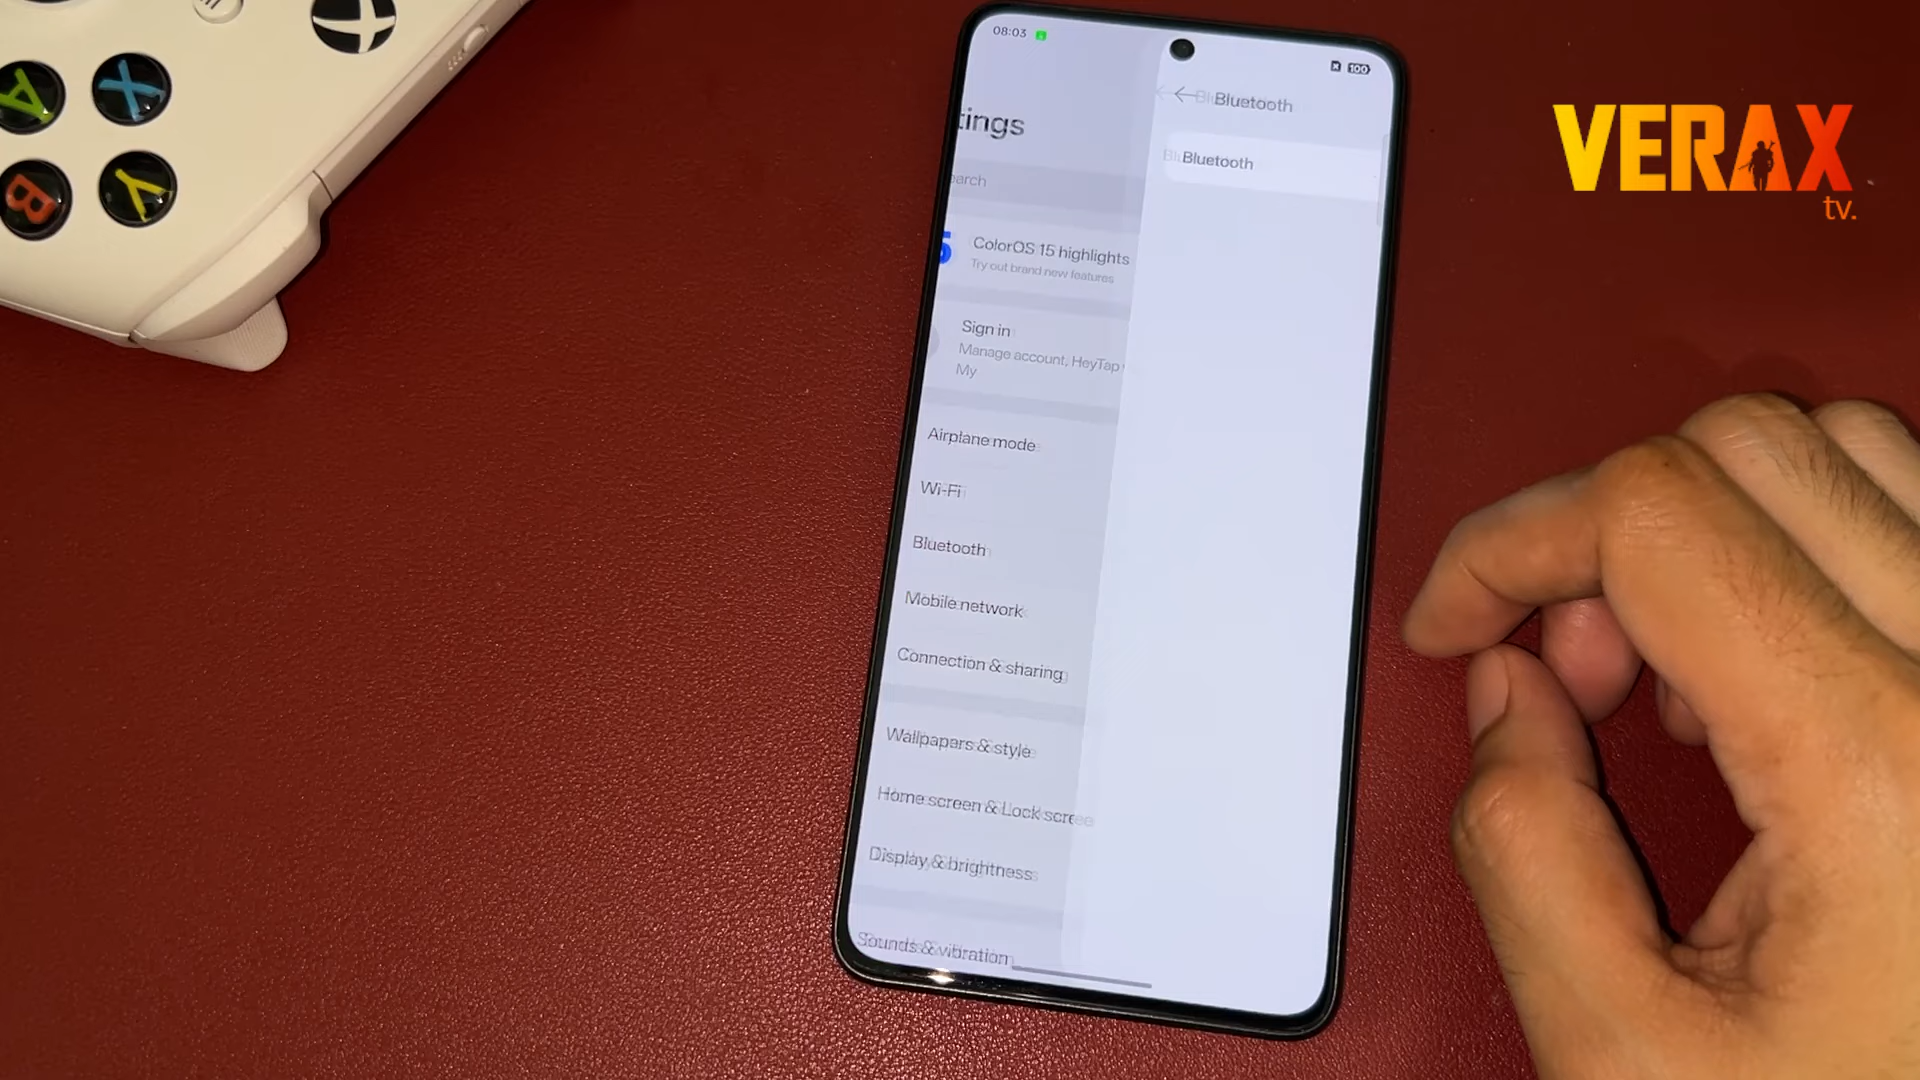 X
A
B
Y
08:03
100
Bluetooth
tings
Bluetooth
earch
ColorOS 15 highlights
Try out brand new features
Sign in
Manage account, HeyTap
My
Airplane mode
Wi-Fi
Bluetooth
Mobile network
Connection & sharing
Wallpapers & style
Home screen & Lock scree
Display & brightness
Sounds & vibration
VERAX
tv.